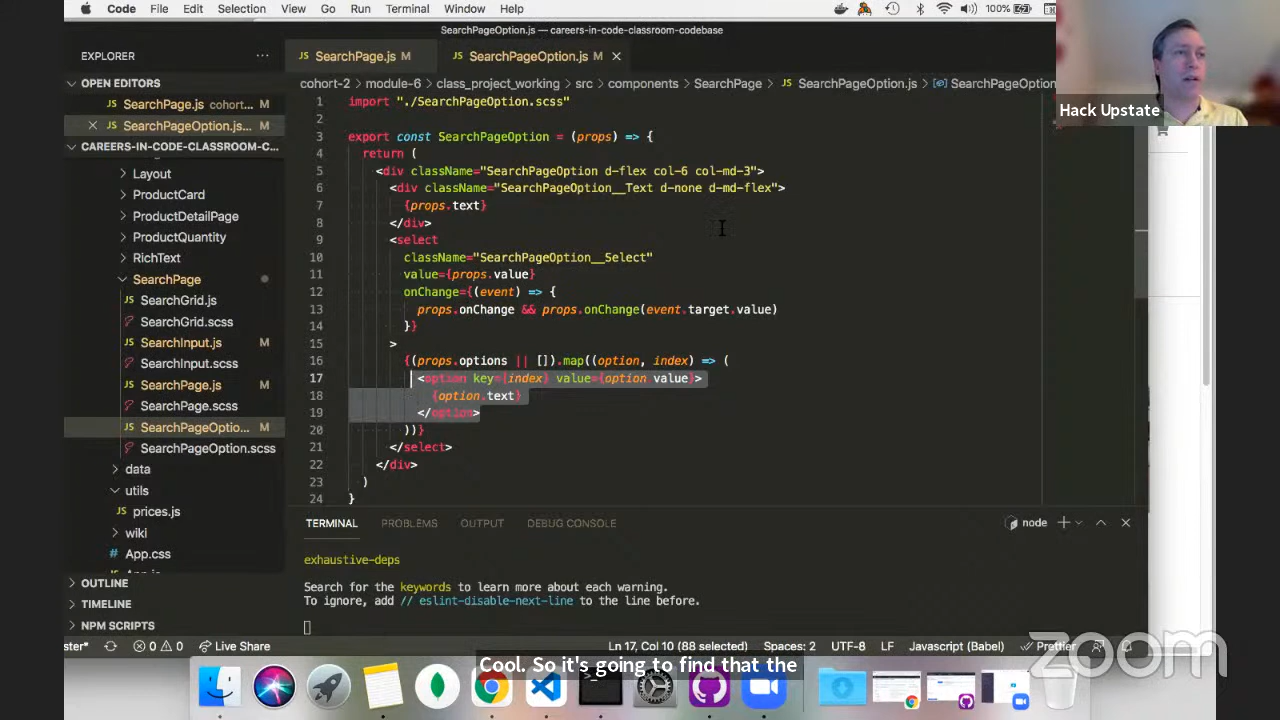 Code File Edit Selection View Go Run Terminal Window Help 100%
SearchPageOption.js — careers-in-code-classroom-codebase
EXPLORER
SearchPage.js M
SearchPageOption.js M
cohort-2 > module-6 > class_project_working > src > components > SearchPage > SearchPageOption.js > SearchPageOption
OPEN EDITORS
SearchPage.js cohort... M
SearchPageOption.js... M
CAREERS-IN-CODE-CLASSROOM-C...
Layout
ProductCard
ProductDetailPage
ProductQuantity
RichText
SearchPage
SearchGrid.js
SearchGrid.scss
SearchInput.js M
SearchInput.scss
SearchPage.js M
SearchPage.scss
SearchPageOptio... M
SearchPageOption.scss
data
utils
prices.js
wiki
App.css
OUTLINE
TIMELINE
NPM SCRIPTS
1 import "./SearchPageOption.scss"
2
3 export const SearchPageOption = (props) => {
4 return (
5 <div className="SearchPageOption d-flex col-6 col-md-3">
6 <div className="SearchPageOption__Text d-none d-md-flex">
7 {props.text}
8 </div>
9 <select
10 className="SearchPageOption__Select"
11 value={props.value}
12 onChange={(event) => {
13 props.onChange && props.onChange(event.target.value)
14 }}
15 >
16 {(props.options || []).map((option, index) => (
17 <option key={index} value={option.value}>
18 {option.text}
19 </option>
20 ))}
21 </select>
22 </div>
23 )
24 }
TERMINAL PROBLEMS OUTPUT DEBUG CONSOLE node
exhaustive-deps
Search for the keywords to learn more about each warning.
To ignore, add // eslint-disable-next-line to the line before.
ster* 0 0 Live Share Ln 17, Col 10 (88 selected) Spaces: 2 UTF-8 LF Javascript (Babel) Prettier
Hack Upstate
Cool. So it's going to find that the
zoom